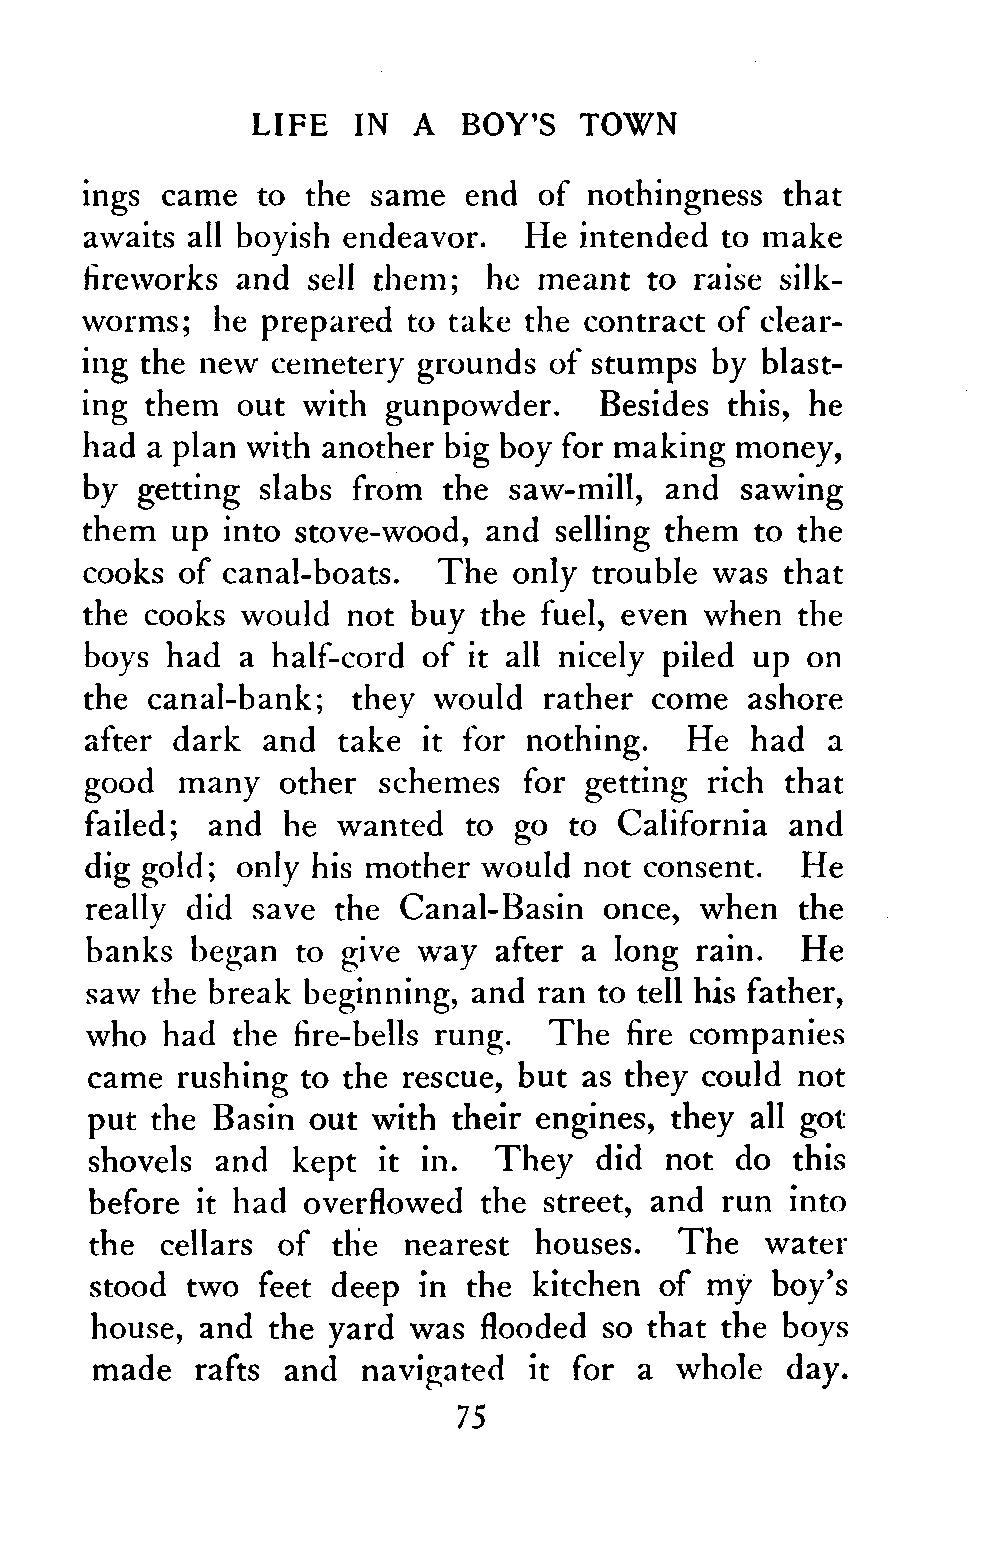 LIFE IN A BOY'S TOWN
ings came to the same end of nothingness that
awaits all boyish endeavor. He intended to make
fireworks and sell them; he meant to raise silk-
worms; he prepared to take the contract of clear-
ing the new cemetery grounds of stumps by blast-
ing them out with gunpowder. Besides this, he
had a plan with another big boy for making money,
by getting slabs from the saw-mill, and sawing
them up into stove-wood, and selling them to the
cooks of canal-boats. The only trouble was that
the cooks would not buy the fuel, even when the
boys had a half-cord of it all nicely piled up on
the canal-bank; they would rather come ashore
after dark and take it for nothing. He had a
good many other schemes for getting rich that
failed; and he wanted to go to California and
dig gold; only his mother would not consent. He
really did save the Canal-Basin once, when the
banks began to give way after a long rain. He
saw the break beginning, and ran to tell his father,
who had the fire-bells rung. The fire companies
came rushing to the rescue, but as they could not
put the Basin out with their engines, they all got
shovels and kept it in. They did not do this
before it had overflowed the street, and run into
the cellars of the nearest houses. The water
stood two feet deep in the kitchen of my boy's
house, and the yard was flooded so that the boys
made rafts and navigated it for a whole day.
75